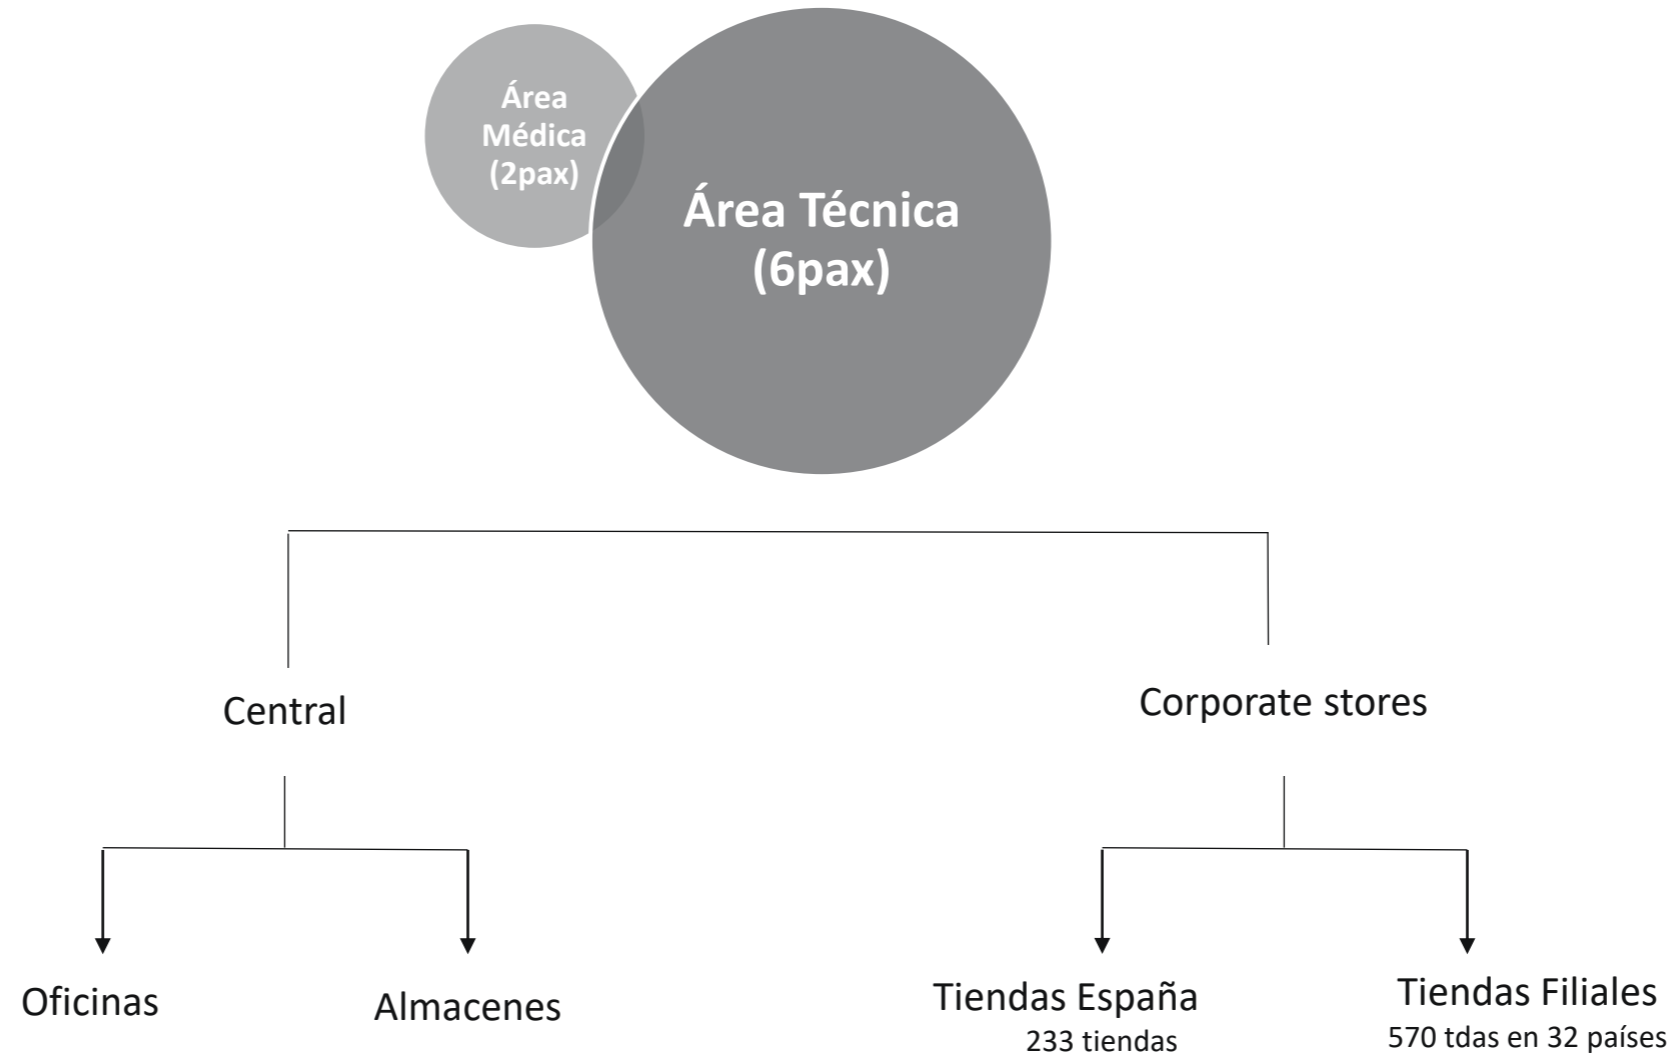 Área
Médica
(2pax)
Área Técnica
(6pax)
Central
Corporate stores
Oficinas
Almacenes
Tiendas España
233 tiendas
Tiendas Filiales
570 tdas en 32 países